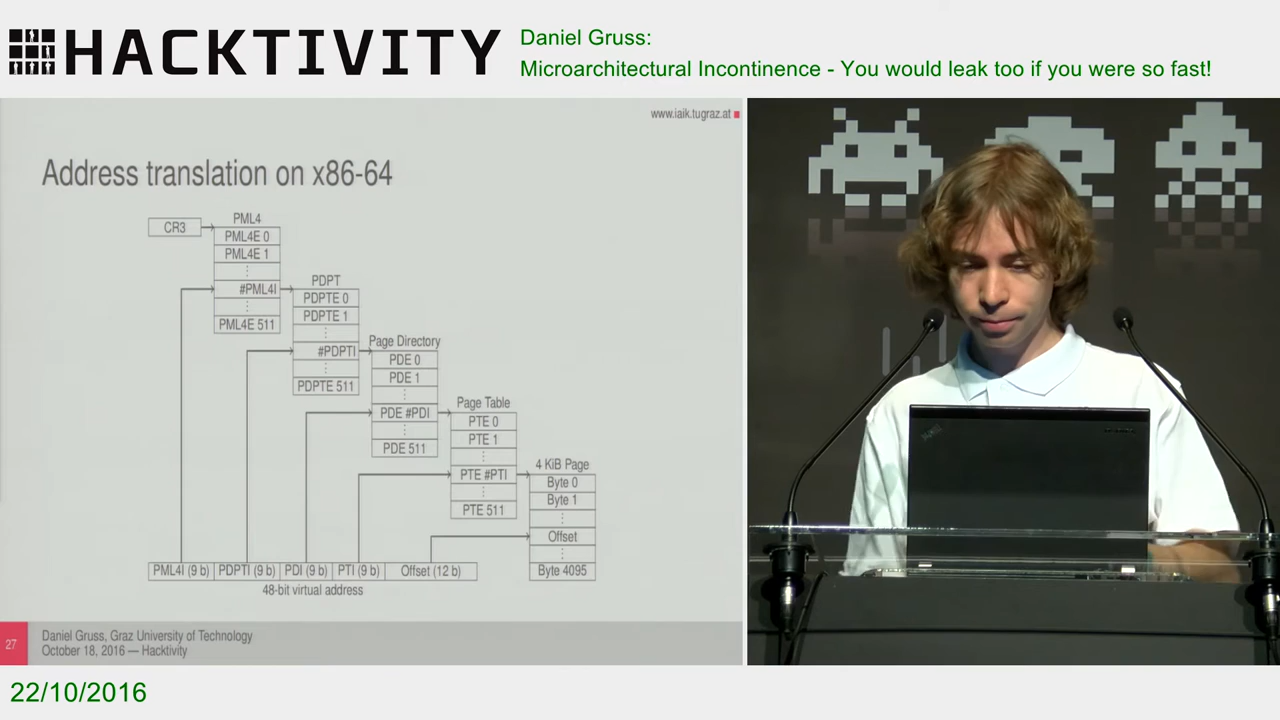 HACKTIVITY
Daniel Gruss:
Microarchitectural Incontinence - You would leak too if you were so fast!
www.iaik.tugraz.at
Address translation on x86-64
CR3
PML4
PML4E 0
PML4E 1
#PML4I
PML4E 511
PDPT
PDPTE 0
PDPTE 1
#PDPTI
PDPTE 511
Page Directory
PDE 0
PDE 1
PDE #PDI
PDE 511
Page Table
PTE 0
PTE 1
PTE #PTI
PTE 511
4 KiB Page
Byte 0
Byte 1
Offset
Byte 4095
PML4I (9 b) PDPTI (9 b) PDI (9 b) PTI (9 b) Offset (12 b)
48-bit virtual address
27
Daniel Gruss, Graz University of Technology
October 18, 2016 — Hacktivity
22/10/2016